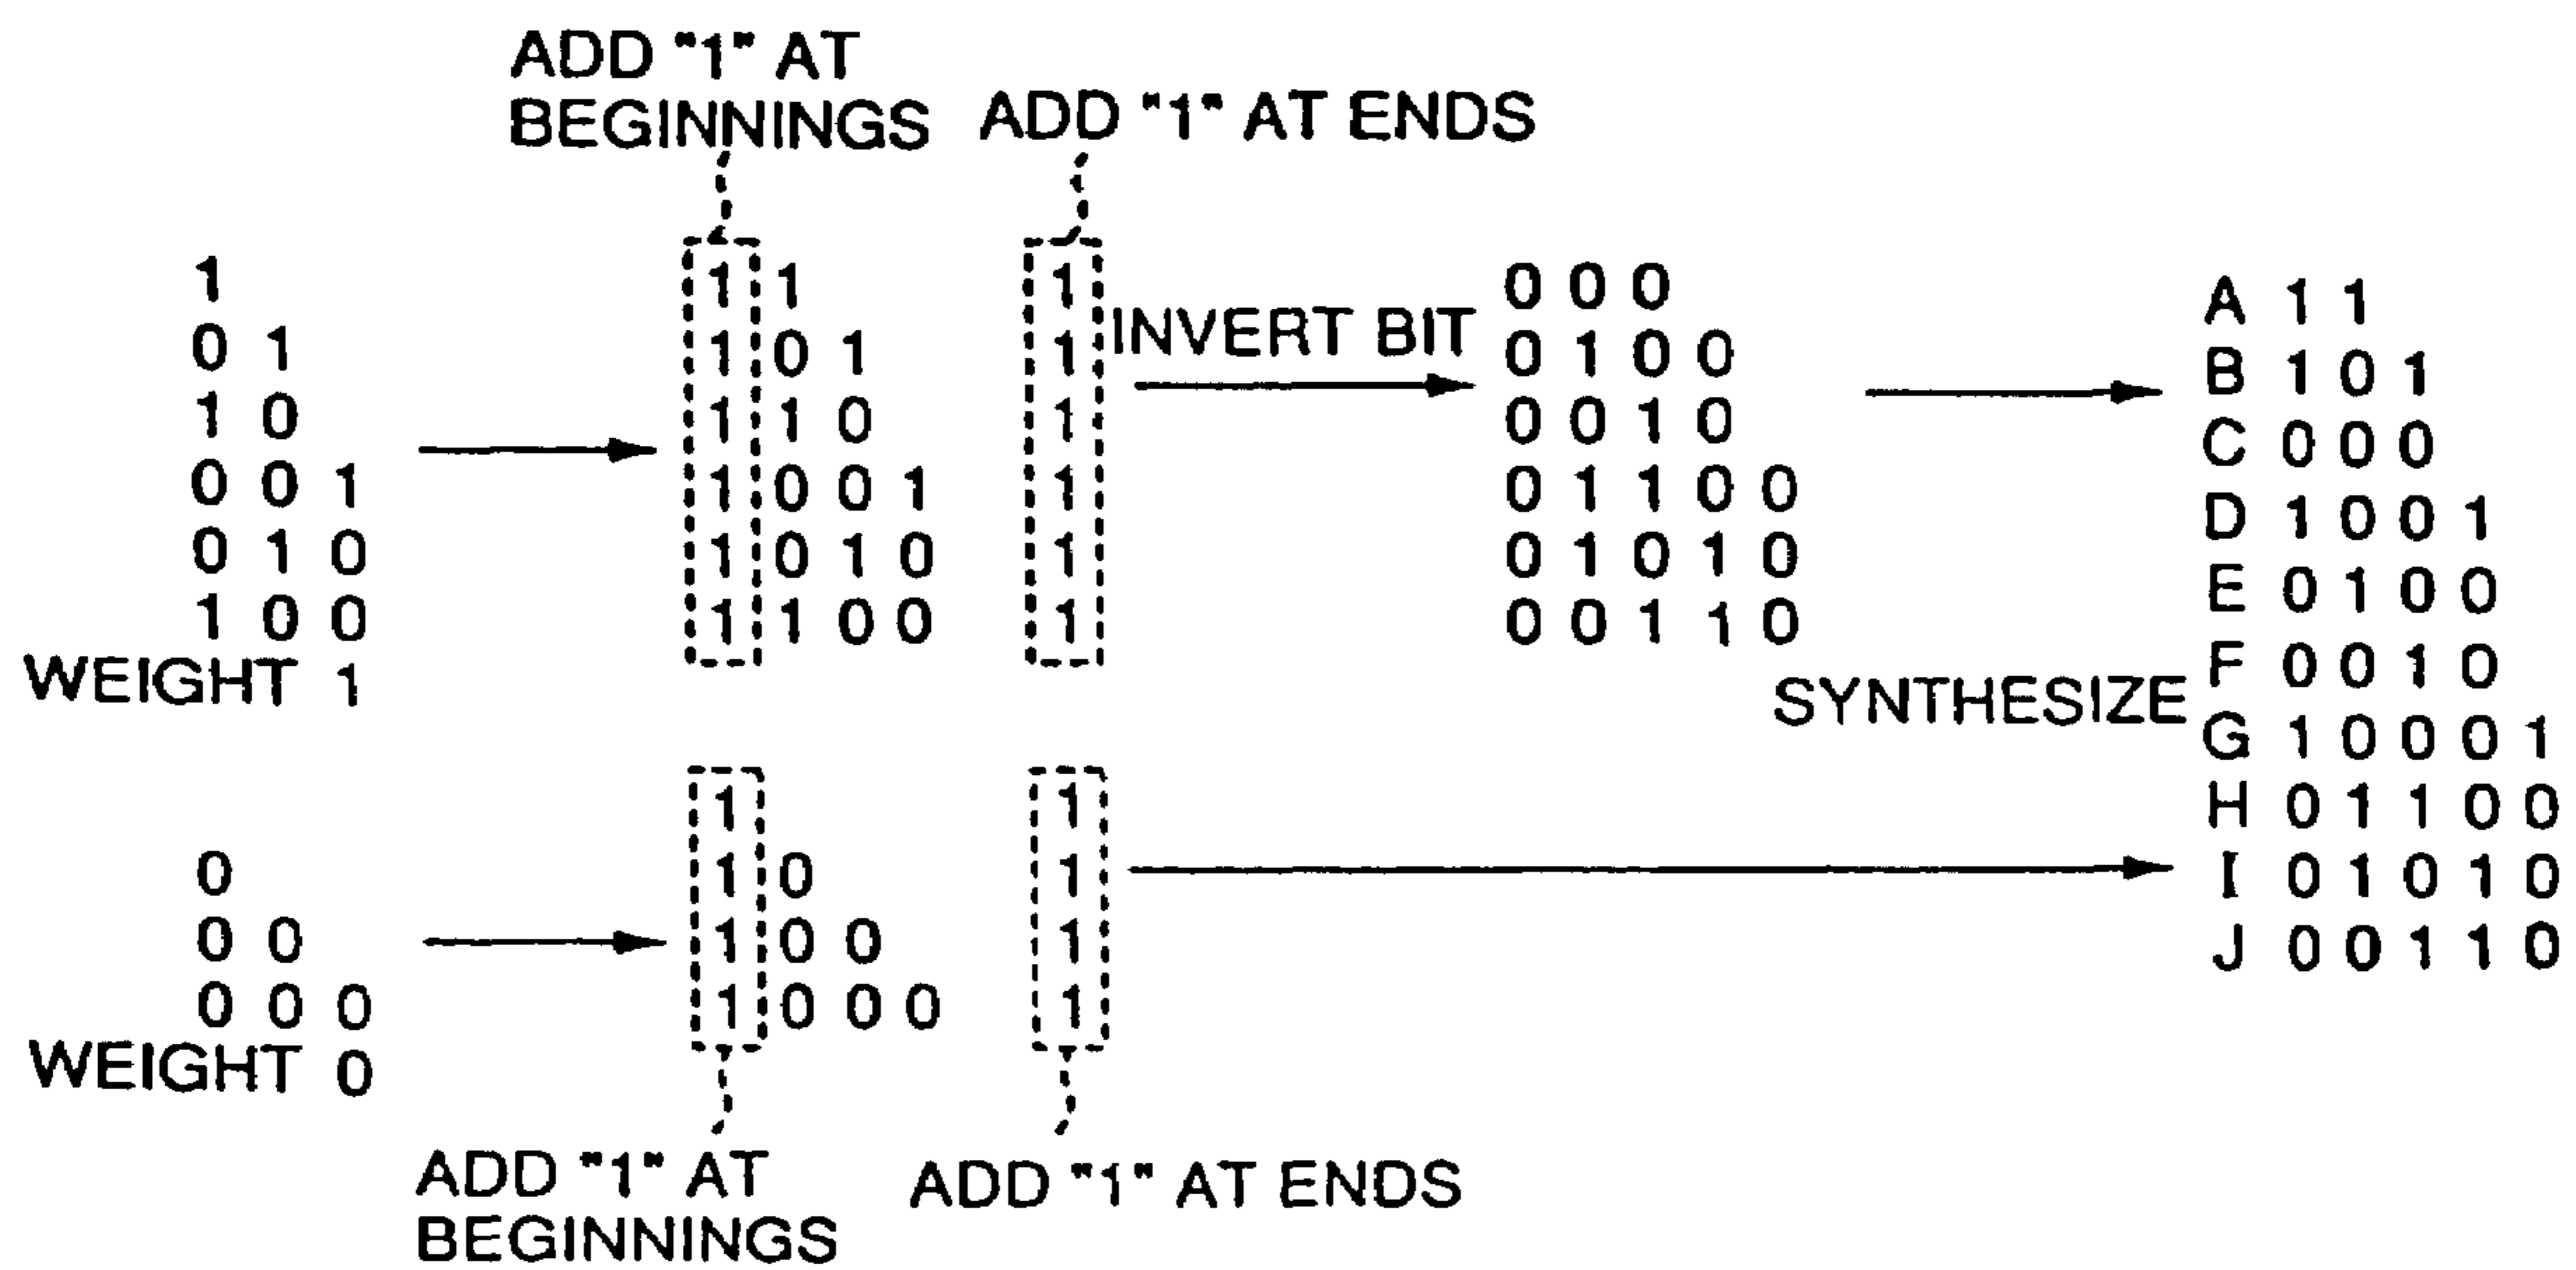 ADD "1" AT
BEGINNINGS
ADD "1" AT ENDS
1
0 1
1 0
0 0 1
0 1 0
1 0 0
WEIGHT 1
1 1 1
1 0 1 1
1 1 0 1
1 0 0 1 1
1 0 1 0 1
1 1 0 0 1
INVERT BIT
0 0 0
0 1 0 0
0 0 1 0
0 1 1 0 0
0 1 0 1 0
0 0 1 1 0
0
0 0
0 0 0
WEIGHT 0
1 1
1 0 1
1 0 0 1
1 0 0 0 1
ADD "1" AT
BEGINNINGS
ADD "1" AT ENDS
SYNTHESIZE
A 1 1
B 1 0 1
C 0 0 0
D 1 0 0 1
E 0 1 0 0
F 0 0 1 0
G 1 0 0 0 1
H 0 1 1 0 0
I 0 1 0 1 0
J 0 0 1 1 0